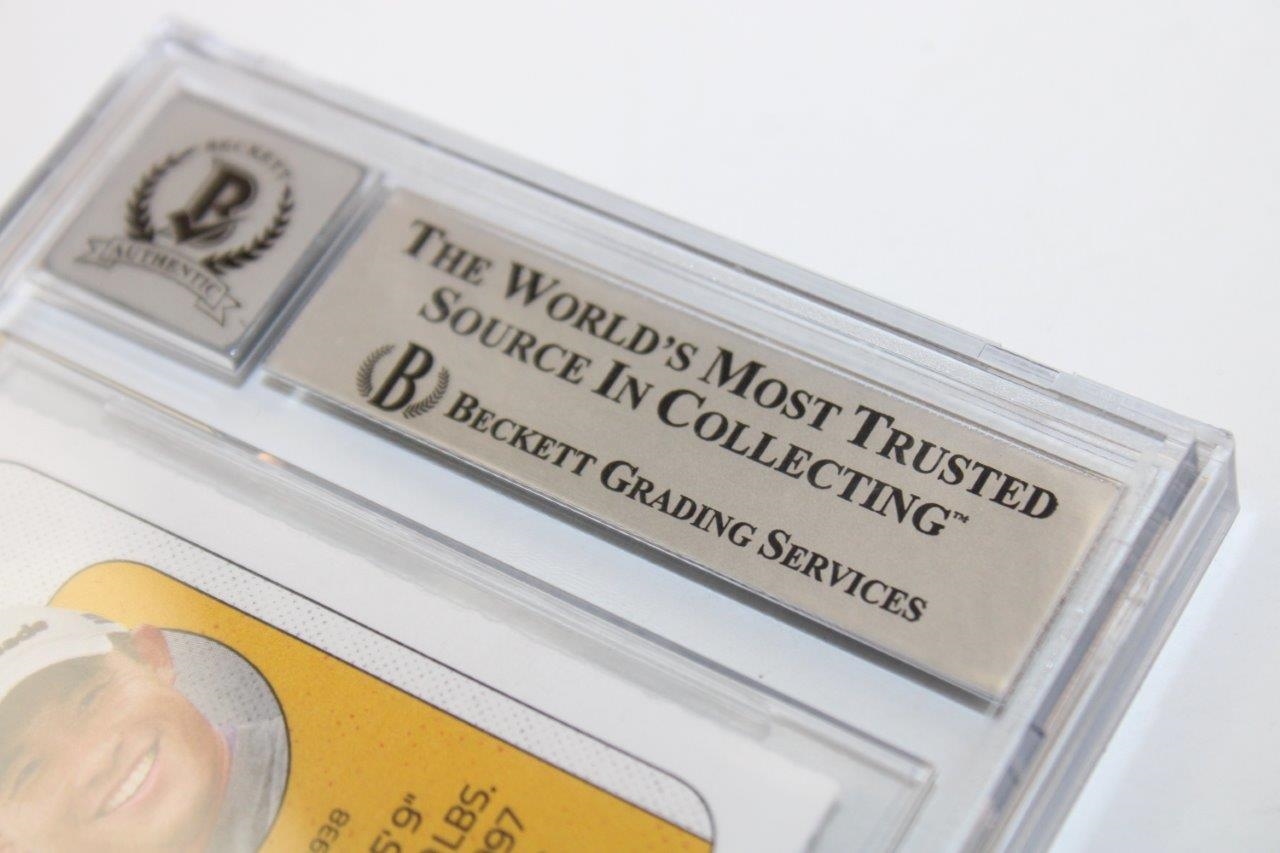 BECKETT
B
AUTHENTIC
THE WORLD'S MOST TRUSTED
SOURCE IN COLLECTING™
B BECKETT GRADING SERVICES
5'9"
LBS.